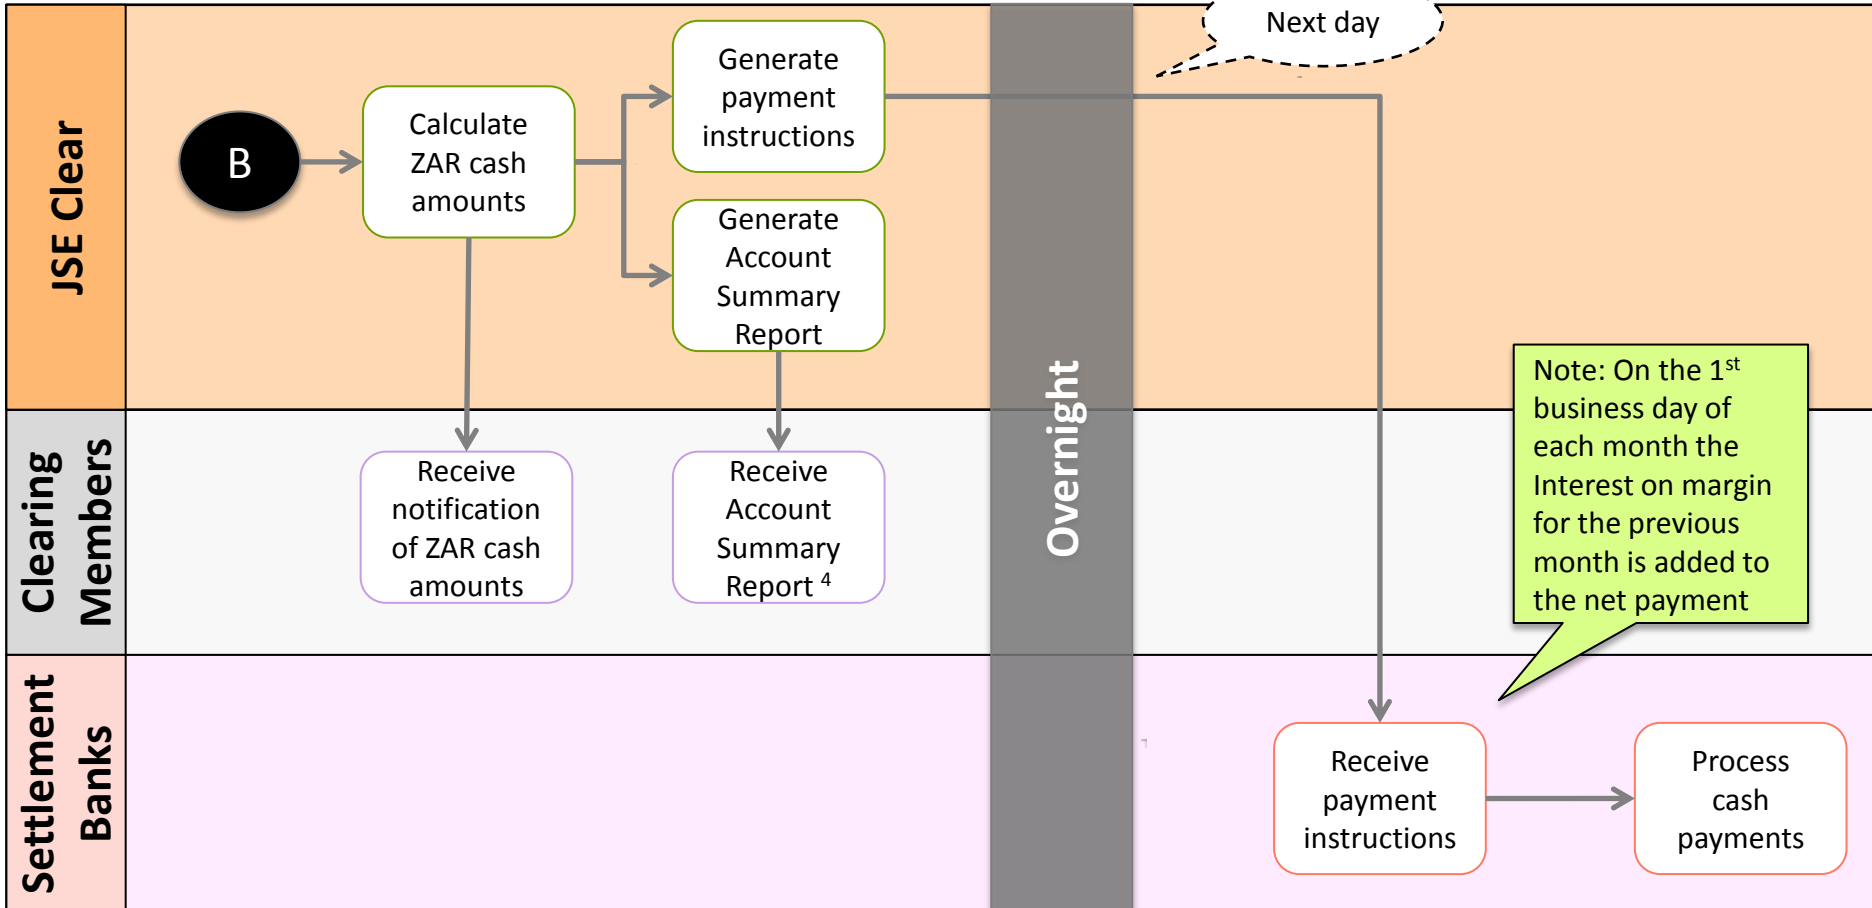 Next day
JSE Clear
B
Calculate
ZAR cash
amounts
Generate
payment
instructions
Generate
Account
Summary
Report
Overnight
Note: On the 1st
business day of
each month the
Interest on margin
for the previous
month is added to
the net payment
Clearing
Members
Receive
notification
of ZAR cash
amounts
Receive
Account
Summary
Report 4
Settlement
Banks
Receive
payment
instructions
Process
cash
payments